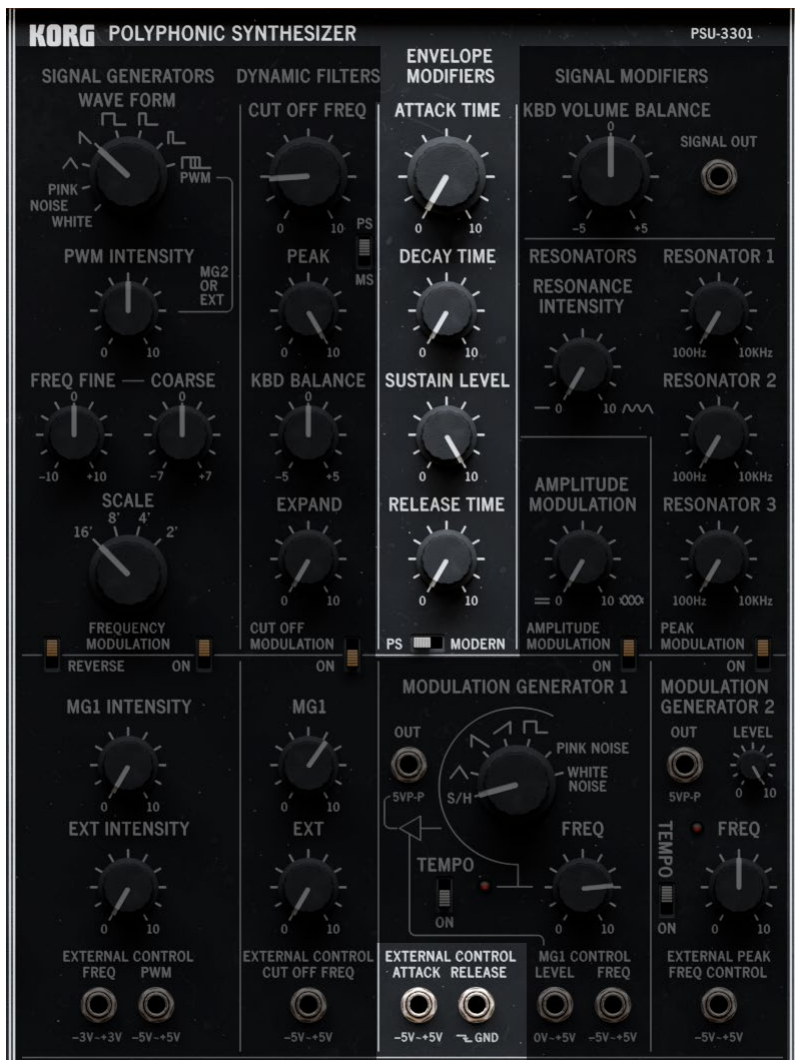 KORG POLYPHONIC SYNTHESIZER PSU-3301
SIGNAL GENERATORS
DYNAMIC FILTERS
ENVELOPE
MODIFIERS
SIGNAL MODIFIERS
WAVE FORM
PWM
PINK
NOISE
WHITE
CUT OFF FREQ
0 10
PS
MS
ATTACK TIME
0 10
KBD VOLUME BALANCE
0
-5 +5
SIGNAL OUT
PWM INTENSITY
0 10
MG2
OR
EXT
PEAK
0 10
DECAY TIME
0 10
RESONATORS
RESONANCE
INTENSITY
0 10
RESONATOR 1
100Hz 10KHz
FREQ FINE — COARSE
0 0
-10 +10 -7 +7
KBD BALANCE
0
-5 +5
SUSTAIN LEVEL
0 10
RESONATOR 2
100Hz 10KHz
SCALE
16' 8' 4' 2'
EXPAND
0 10
RELEASE TIME
0 10
AMPLITUDE
MODULATION
0 10
RESONATOR 3
100Hz 10KHz
FREQUENCY
MODULATION
REVERSE ON
CUT OFF
MODULATION
ON
PS MODERN
AMPLITUDE
MODULATION
ON
PEAK
MODULATION
ON
MG1 INTENSITY
0 10
MG1
0 10
MODULATION GENERATOR 1
OUT
5VP-P
S/H
PINK NOISE
WHITE
NOISE
MODULATION
GENERATOR 2
OUT
5VP-P
LEVEL
0 10
EXT INTENSITY
0 10
EXT
0 10
TEMPO
ON
FREQ
0 10
TEMPO
ON
FREQ
0 10
EXTERNAL CONTROL
FREQ PWM
-3V~+3V -5V~+5V
EXTERNAL CONTROL
CUT OFF FREQ
-5V~+5V
EXTERNAL CONTROL
ATTACK RELEASE
-5V~+5V GND
MG1 CONTROL
LEVEL FREQ
0V~+5V -5V~+5V
EXTERNAL PEAK
FREQ CONTROL
-5V~+5V